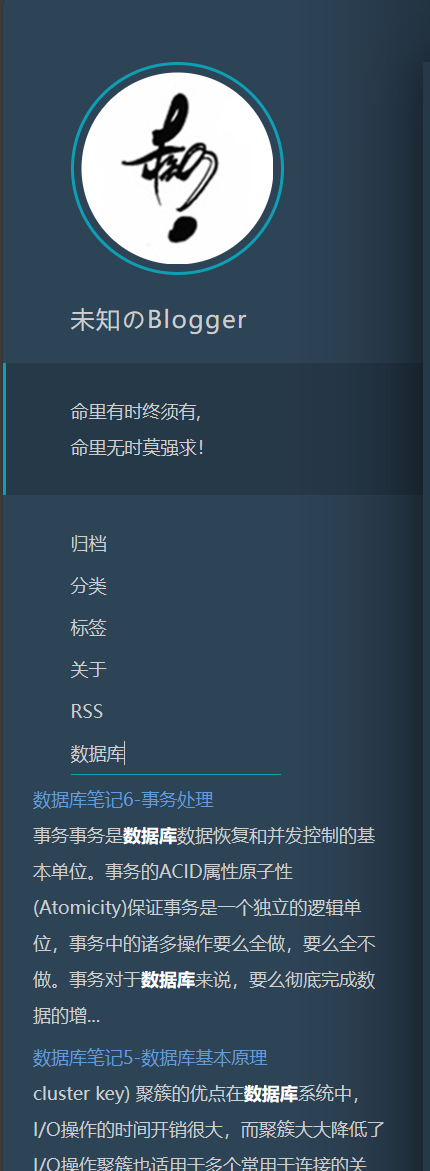 未知のBlogger
命里有时终须有,
命里无时莫强求!
归档
分类
标签
关于
RSS
数据库
数据库笔记6-事务处理
事务事务是数据库数据恢复和并发控制的基
本单位。事务的ACID属性原子性
(Atomicity)保证事务是一个独立的逻辑单
位，事务中的诸多操作要么全做，要么全不
做。事务对于数据库来说，要么彻底完成数
据的增...
数据库笔记5-数据库基本原理
cluster key) 聚簇的优点在数据库系统中，
I/O操作的时间开销很大，而聚簇大大降低了
I/O操作聚簇也适用于多个常用于连接的关